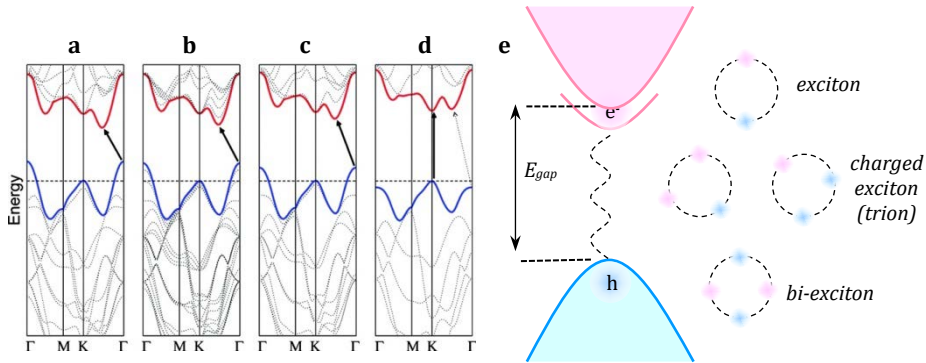 a b c d e
Energy
Γ M K Γ Γ M K Γ Γ M K Γ Γ M K Γ
e-
E_gap
h
exciton
charged
exciton
(trion)
bi-exciton